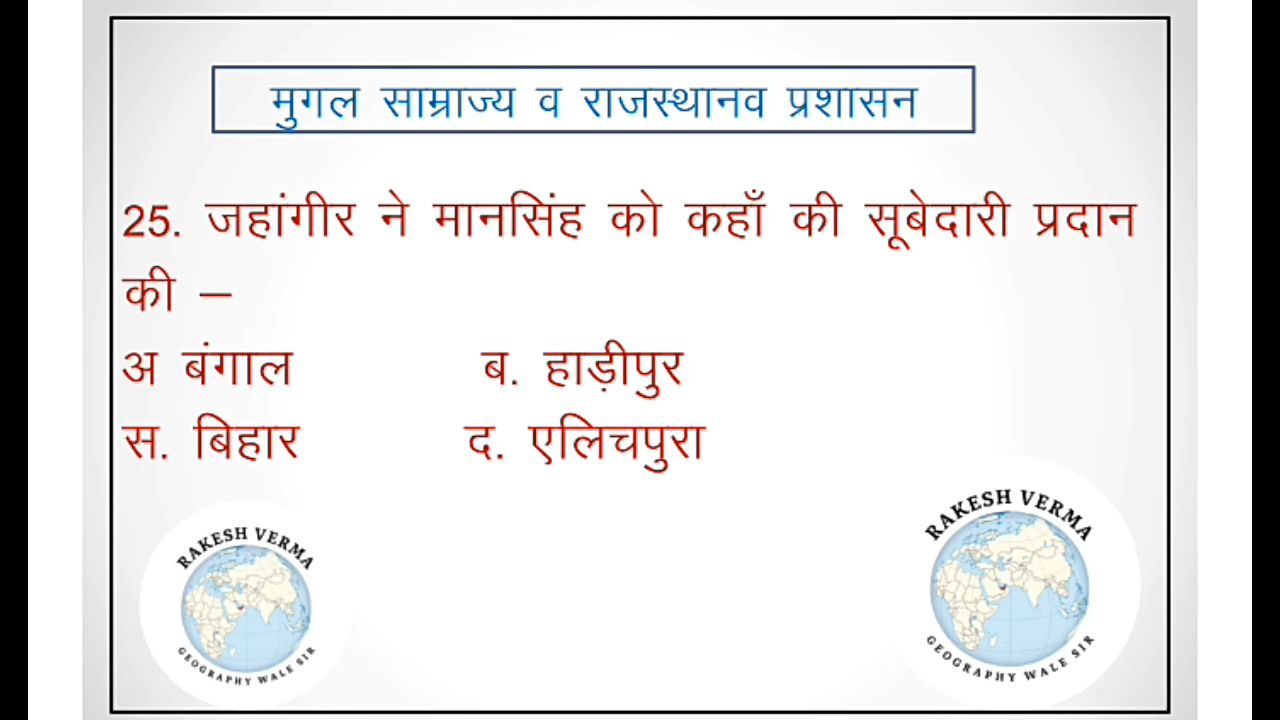 मुगल साम्राज्य व राजस्थानव प्रशासन
25. जहांगीर ने मानसिंह को कहाँ की सूबेदारी प्रदान
की –
अ बंगाल ब. हाड़ीपुर
स. बिहार द. एलिचपुरा
RAKESH VERMA
GEOGRAPHY WALE SIR
RAKESH VERMA
GEOGRAPHY WALE SIR